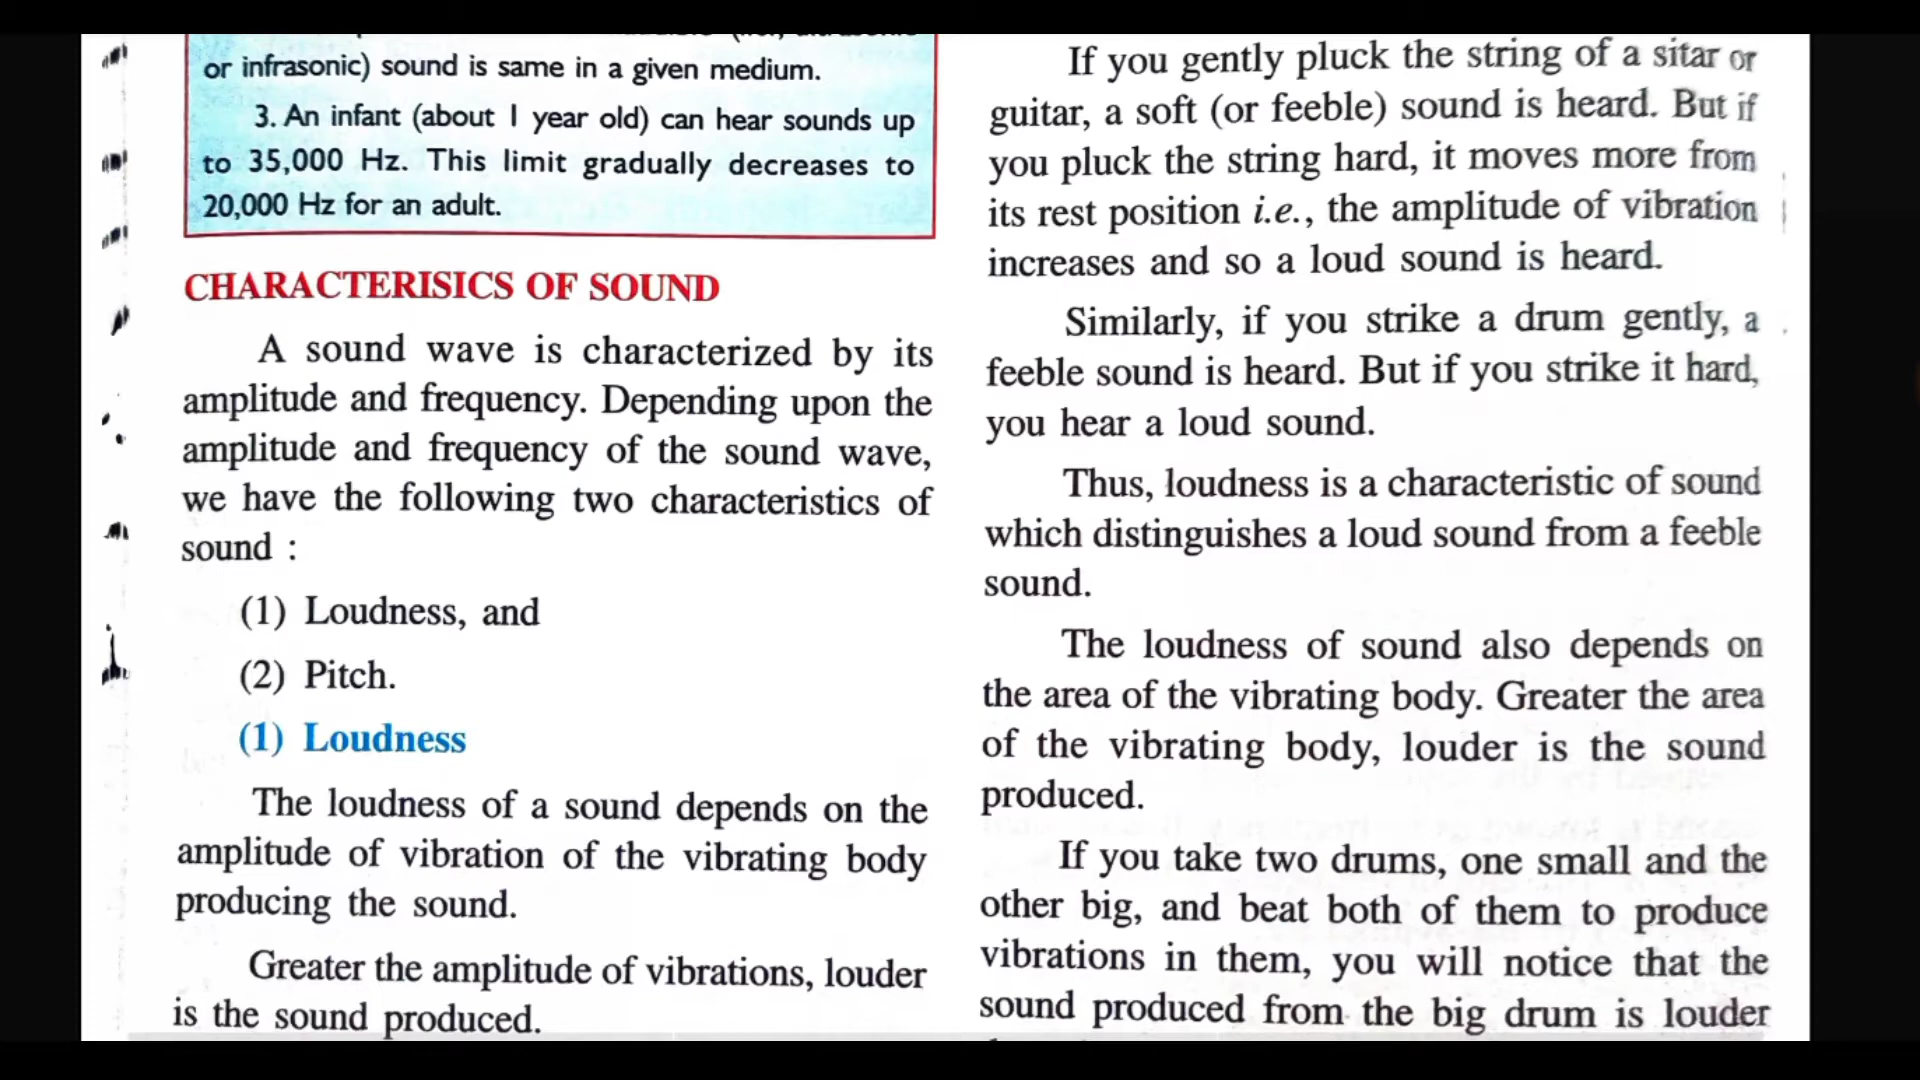 or infrasonic) sound is same in a given medium.
3. An infant (about 1 year old) can hear sounds up
to 35,000 Hz. This limit gradually decreases to
20,000 Hz for an adult.
CHARACTERISICS OF SOUND
A sound wave is characterized by its
amplitude and frequency. Depending upon the
amplitude and frequency of the sound wave,
we have the following two characteristics of
sound :
(1) Loudness, and
(2) Pitch.
(1) Loudness
The loudness of a sound depends on the
amplitude of vibration of the vibrating body
producing the sound.
Greater the amplitude of vibrations, louder
is the sound produced.
If you gently pluck the string of a sitar or
guitar, a soft (or feeble) sound is heard. But if
you pluck the string hard, it moves more from
its rest position i.e., the amplitude of vibration
increases and so a loud sound is heard.
Similarly, if you strike a drum gently, a
feeble sound is heard. But if you strike it hard,
you hear a loud sound.
Thus, loudness is a characteristic of sound
which distinguishes a loud sound from a feeble
sound.
The loudness of sound also depends on
the area of the vibrating body. Greater the area
of the vibrating body, louder is the sound
produced.
If you take two drums, one small and the
other big, and beat both of them to produce
vibrations in them, you will notice that the
sound produced from the big drum is louder